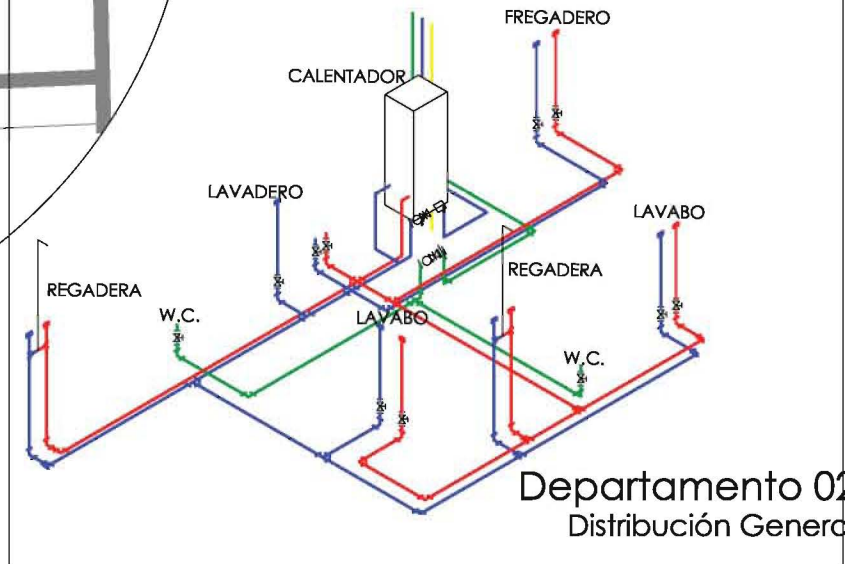 FREGADERO
CALENTADOR
LAVADERO
LAVABO
REGADERA
REGADERA
W.C.
LAVABO
W.C.
Departamento 02
Distribución Genera